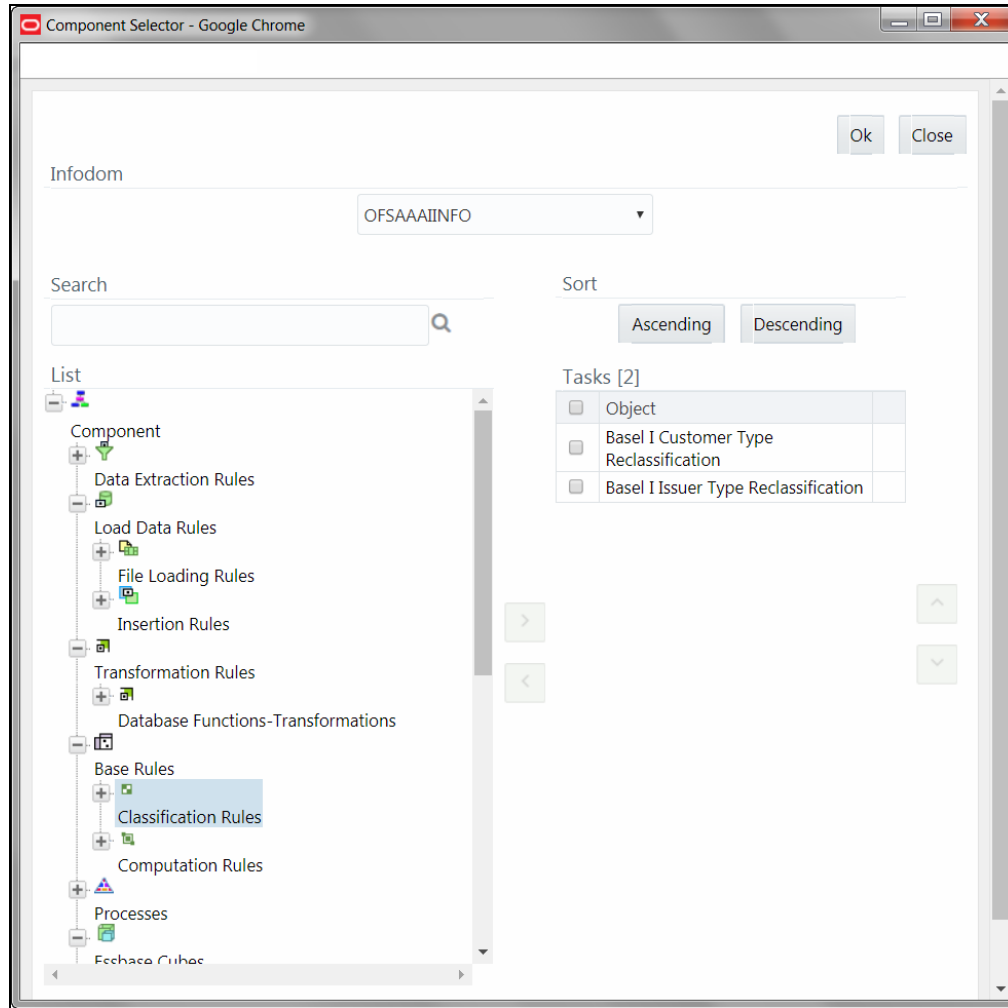 Component Selector - Google Chrome
Ok
Close
Infodom
OFSAAAIINFO
Search
Sort
Ascending
Descending
List
Tasks [2]
Component
Data Extraction Rules
Load Data Rules
File Loading Rules
Insertion Rules
Transformation Rules
Database Functions-Transformations
Base Rules
Classification Rules
Computation Rules
Processes
Essbase Cubes
Object
Basel I Customer Type
Reclassification
Basel I Issuer Type Reclassification